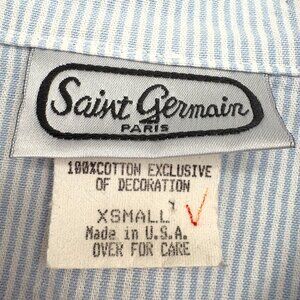 Saint Germain
PARIS
100%COTTON EXCLUSIVE
OF DECORATION
XSMALL
Made in U.S.A.
OVER FOR CARE